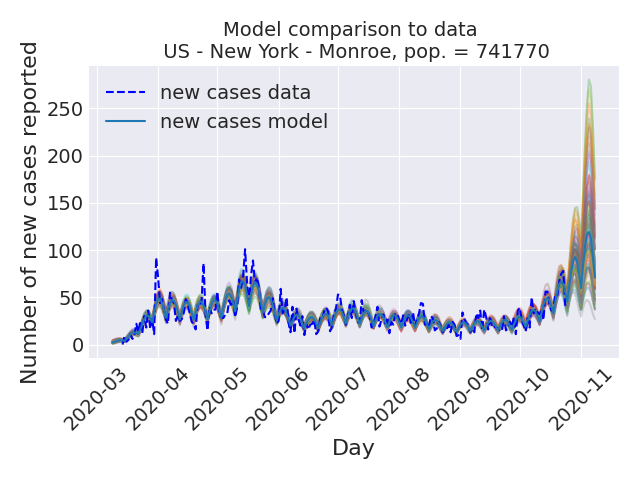 Model comparison to data
US - New York - Monroe, pop. = 741770
Number of new cases reported
250
200
150
100
50
0
new cases data
new cases model
2020-03
2020-04
2020-05
2020-06
2020-07
2020-08
2020-09
2020-10
2020-11
Day